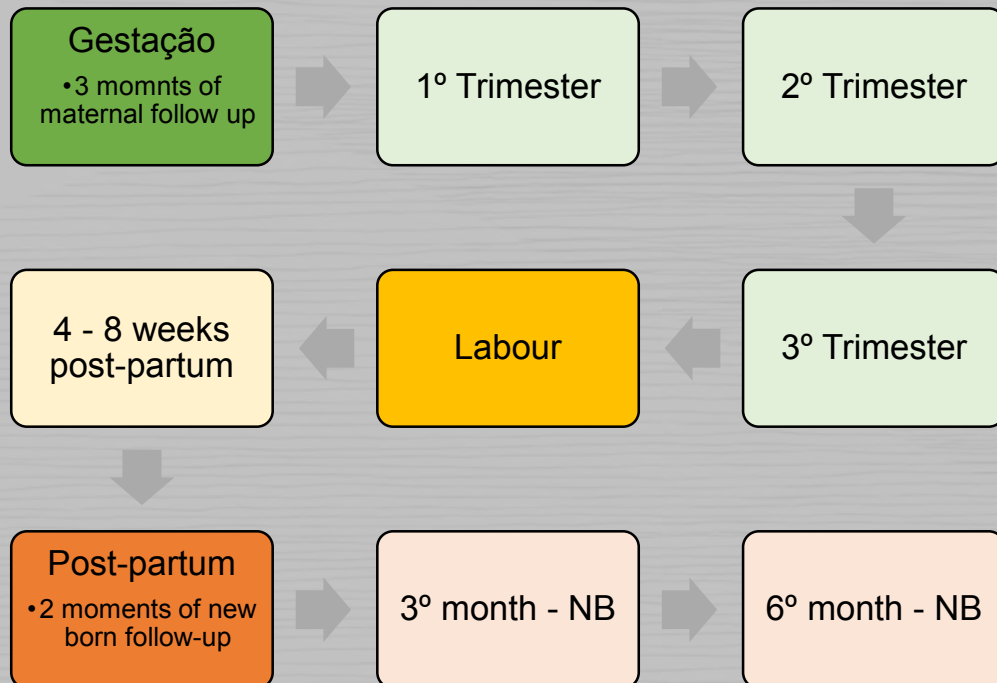 Gestação
•3 momnts of
maternal follow up
1º Trimester
2º Trimester
4 - 8 weeks
post-partum
Labour
3º Trimester
Post-partum
•2 moments of new
born follow-up
3º month - NB
6º month - NB